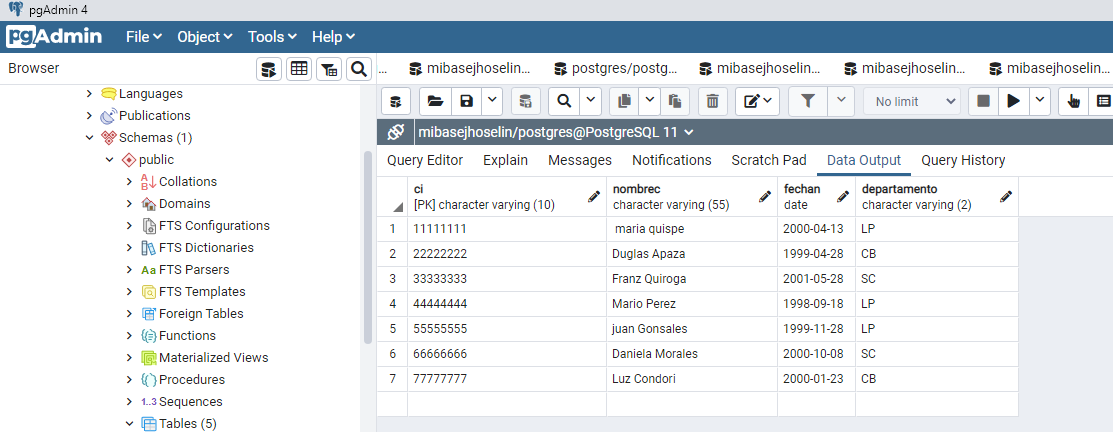 pgAdmin 4
pgAdmin File Object Tools Help
Browser
... mibasejhoselin... postgres/postg... mibasejhoselin... mibasejhoselin... mibasejhoselin...
No limit
mibasejhoselin/postgres@PostgreSQL 11
Query Editor Explain Messages Notifications Scratch Pad Data Output Query History
Languages
Publications
Schemas (1)
public
Collations
Domains
FTS Configurations
FTS Dictionaries
Aa FTS Parsers
FTS Templates
Foreign Tables
Functions
Materialized Views
Procedures
1..3 Sequences
Tables (5)
ci nombrec fechan departamento
[PK] character varying (10) character varying (55) date character varying (2)
1 11111111 maria quispe 2000-04-13 LP
2 22222222 Duglas Apaza 1999-04-28 CB
3 33333333 Franz Quiroga 2001-05-28 SC
4 44444444 Mario Perez 1998-09-18 LP
5 55555555 juan Gonsales 1999-11-28 LP
6 66666666 Daniela Morales 2000-10-08 SC
7 77777777 Luz Condori 2000-01-23 CB